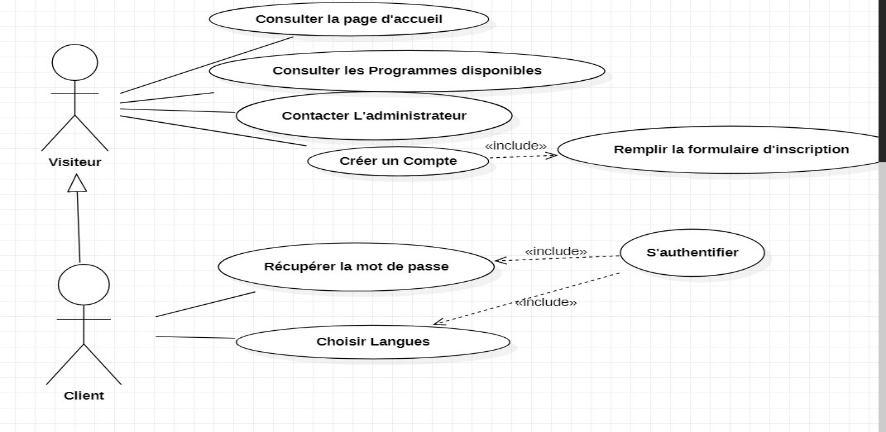 Consulter la page d'accueil
Consulter les Programmes disponibles
Contacter L'administrateur
«include»
Créer un Compte
Remplir la formulaire d'inscription
Visiteur
«include»
S'authentifier
Récupérer la mot de passe
«include»
Choisir Langues
Client